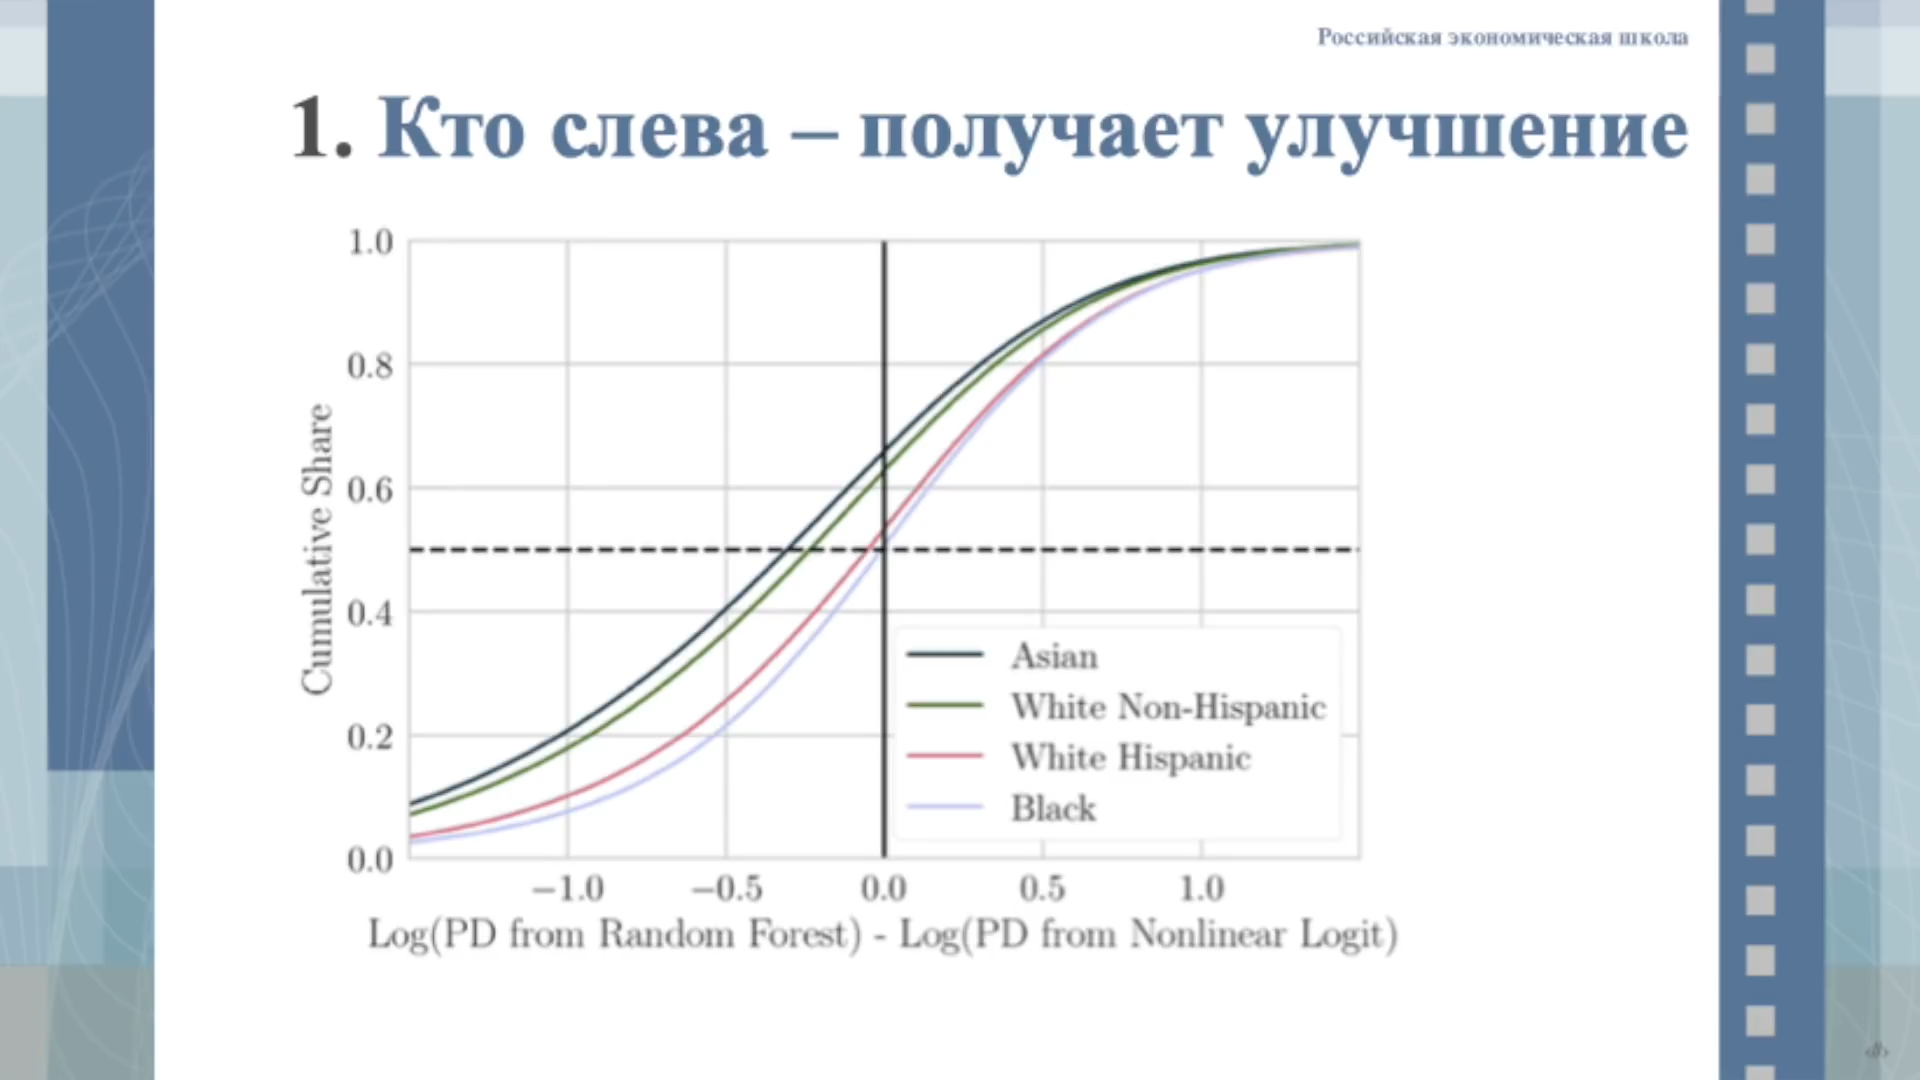 Российская экономическая школа
1. Кто слева – получает улучшение
1.0
0.8
0.6
0.4
0.2
0.0
Cumulative Share
−1.0 −0.5 0.0 0.5 1.0
Log(PD from Random Forest) - Log(PD from Nonlinear Logit)
Asian
White Non-Hispanic
White Hispanic
Black